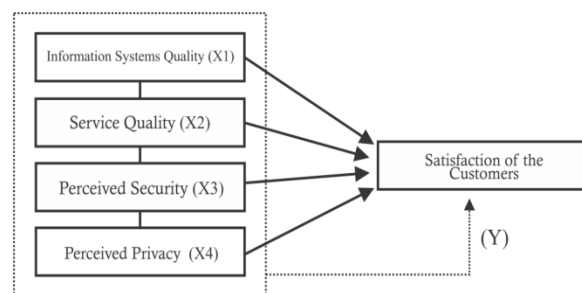 Information Systems Quality (X1)
Service Quality (X2)
Perceived Security (X3)
Perceived Privacy (X4)
Satisfaction of the
Customers
(Y)